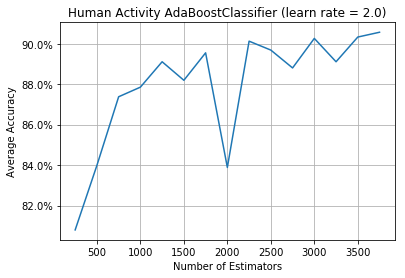 Human Activity AdaBoostClassifier (learn rate = 2.0)
90.0%
88.0%
86.0%
84.0%
82.0%
Average Accuracy
500 1000 1500 2000 2500 3000 3500
Number of Estimators